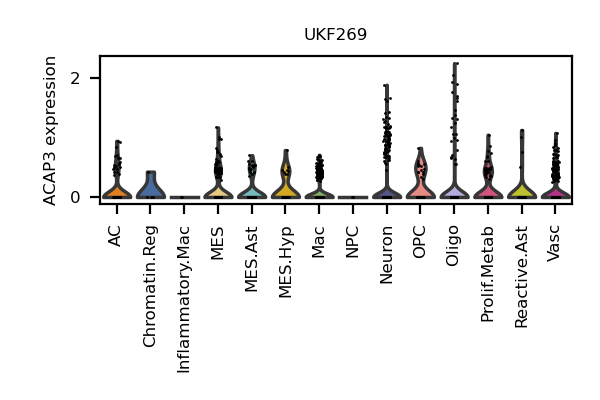 UKF269
ACAP3 expression
2
0
AC
Chromatin.Reg
Inflammatory.Mac
MES
MES.Ast
MES.Hyp
Mac
NPC
Neuron
OPC
Oligo
Prolif.Metab
Reactive.Ast
Vasc